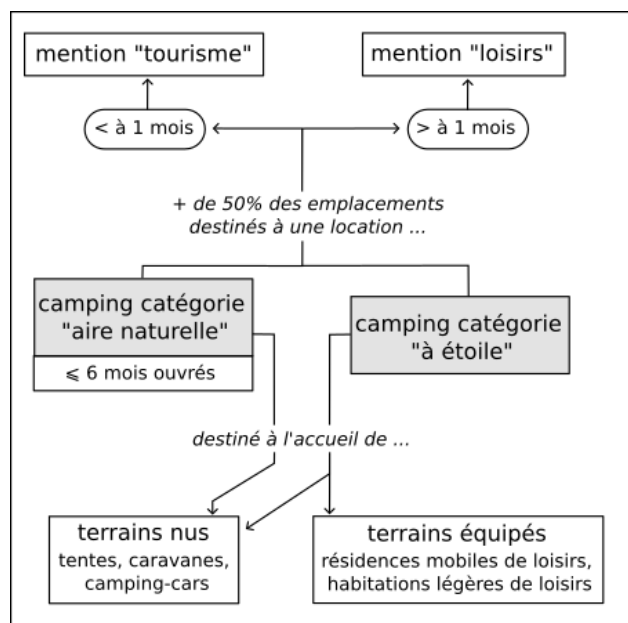 mention "tourisme"
mention "loisirs"
< à 1 mois
> à 1 mois
+ de 50% des emplacements
destinés à une location ...
camping catégorie
"aire naturelle"
⩽ 6 mois ouvrés
camping catégorie
"à étoile"
destiné à l'accueil de ...
terrains nus
tentes, caravanes,
camping-cars
terrains équipés
résidences mobiles de loisirs,
habitations légères de loisirs